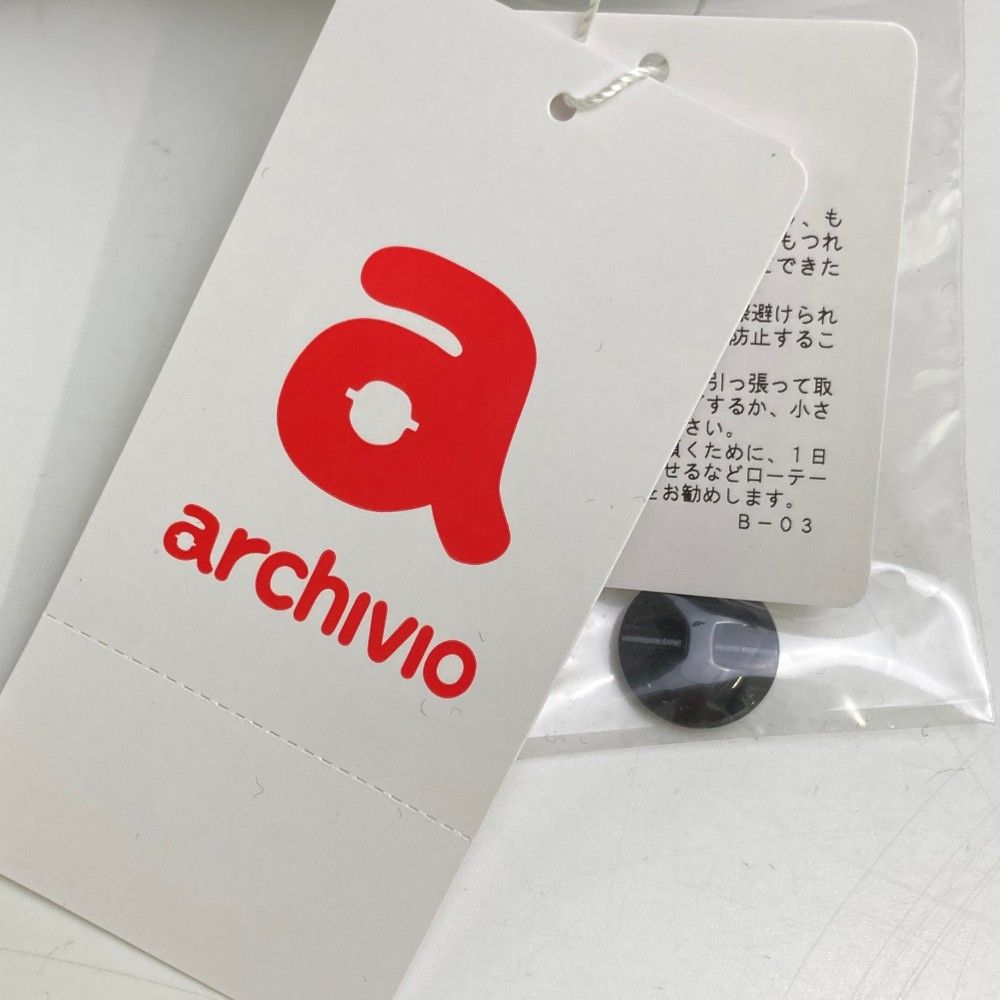 a
archivio
、も
もつれ
できた
避けられ
防止するこ
引っ張って取
するか、小さ
さい。
くために、1日
せるなどローテー
お勧めします。
B-03